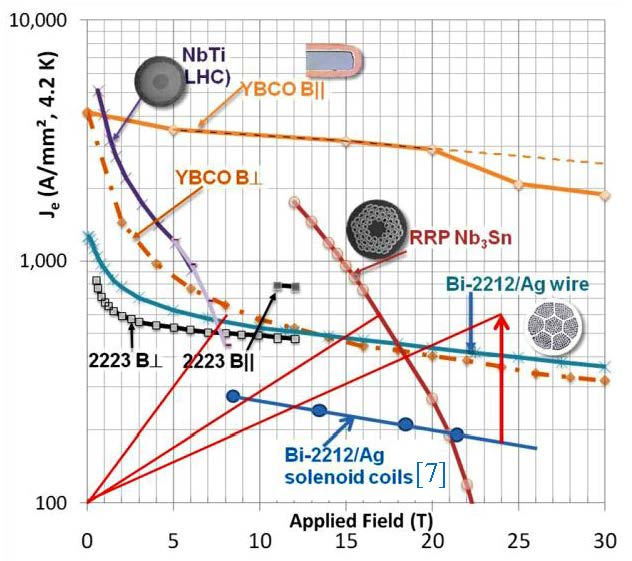 10,000
1,000
100
Je (A/mm², 4.2 K)
NbTi
LHC)
YBCO B||
YBCO B⊥
RRP Nb₃Sn
Bi-2212/Ag wire
2223 B⊥ 2223 B||
Bi-2212/Ag
solenoid coils [7]
Applied Field (T)
0 5 10 15 20 25 30